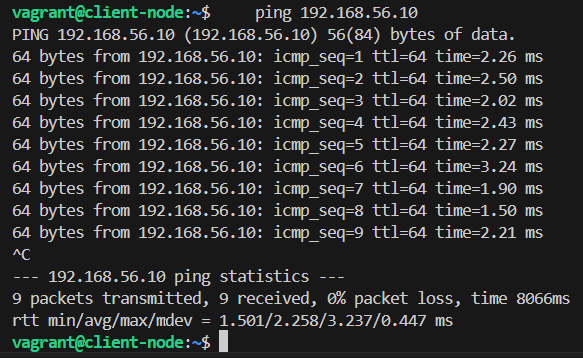 vagrant@client-node:~$     ping 192.168.56.10
PING 192.168.56.10 (192.168.56.10) 56(84) bytes of data.
64 bytes from 192.168.56.10: icmp_seq=1 ttl=64 time=2.26 ms
64 bytes from 192.168.56.10: icmp_seq=2 ttl=64 time=2.50 ms
64 bytes from 192.168.56.10: icmp_seq=3 ttl=64 time=2.02 ms
64 bytes from 192.168.56.10: icmp_seq=4 ttl=64 time=2.43 ms
64 bytes from 192.168.56.10: icmp_seq=5 ttl=64 time=2.27 ms
64 bytes from 192.168.56.10: icmp_seq=6 ttl=64 time=3.24 ms
64 bytes from 192.168.56.10: icmp_seq=7 ttl=64 time=1.90 ms
64 bytes from 192.168.56.10: icmp_seq=8 ttl=64 time=1.50 ms
64 bytes from 192.168.56.10: icmp_seq=9 ttl=64 time=2.21 ms
^C
--- 192.168.56.10 ping statistics ---
9 packets transmitted, 9 received, 0% packet loss, time 8066ms
rtt min/avg/max/mdev = 1.501/2.258/3.237/0.447 ms
vagrant@client-node:~$